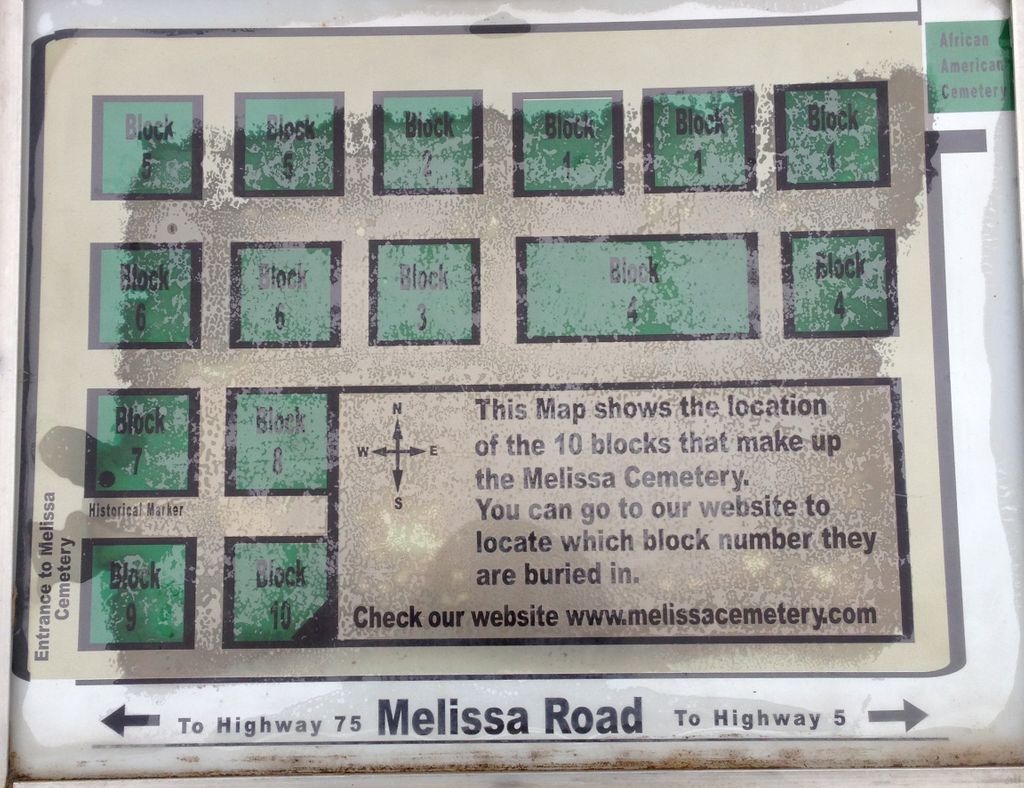 African
American
Cemetery
Block
5
Block
5
Block
2
Block
1
Block
1
Block
1
Block
6
Block
6
Block
3
Block
4
Block
4
Block
7
Block
8
Historical Marker
Block
9
Block
10
Entrance to Melissa
Cemetery
N
W E
S
This Map shows the location
of the 10 blocks that make up
the Melissa Cemetery.
You can go to our website to
locate which block number they
are buried in.
Check our website www.melissacemetery.com
To Highway 75 Melissa Road To Highway 5